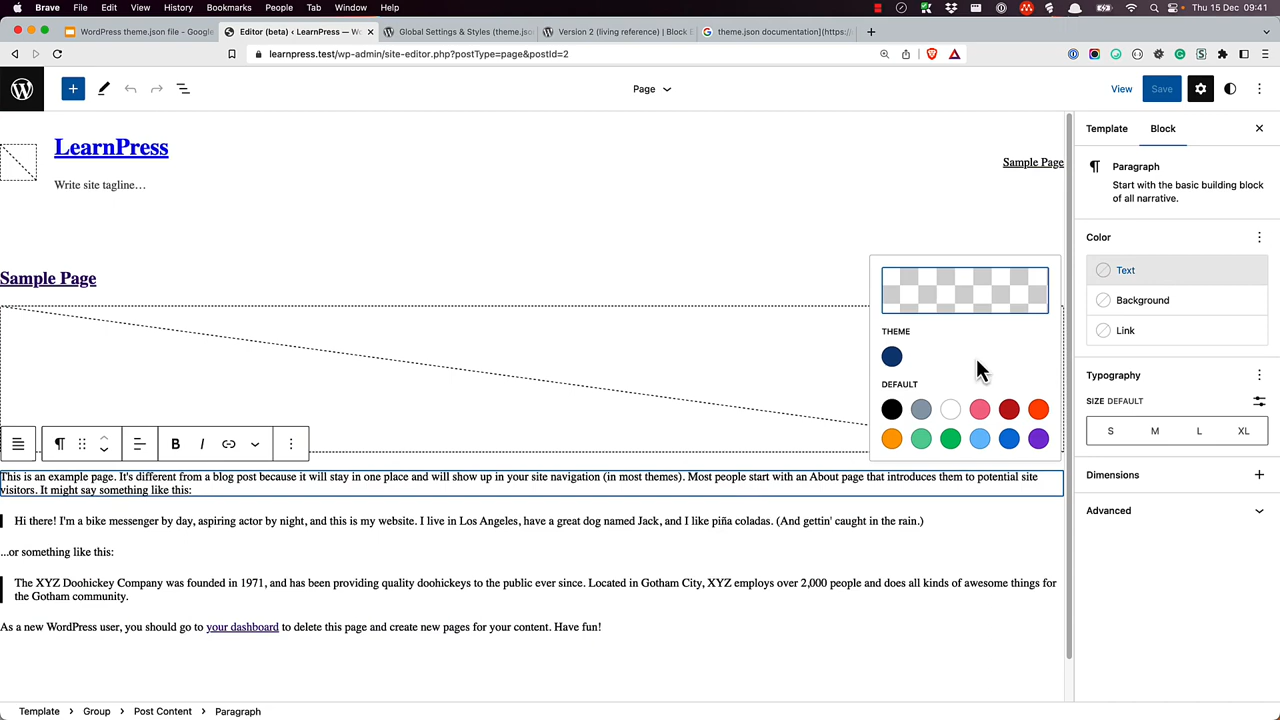 Brave File Edit View History Bookmarks People Tab Window Help Thu 15 Dec 09:41
WordPress theme.json file - Google
Editor (beta) ‹ LearnPress — Wo
Global Settings & Styles (theme.js
Version 2 (living reference) | Block E
theme.json documentation](https://
learnpress.test/wp-admin/site-editor.php?postType=page&postId=2
Page
View
Save
LearnPress
Write site tagline…
Sample Page
Sample Page
THEME
DEFAULT
B I
This is an example page. It's different from a blog post because it will stay in one place and will show up in your site navigation (in most themes). Most people start with an About page that introduces them to potential site
visitors. It might say something like this:
Hi there! I'm a bike messenger by day, aspiring actor by night, and this is my website. I live in Los Angeles, have a great dog named Jack, and I like piña coladas. (And gettin' caught in the rain.)
...or something like this:
The XYZ Doohickey Company was founded in 1971, and has been providing quality doohickeys to the public ever since. Located in Gotham City, XYZ employs over 2,000 people and does all kinds of awesome things for
the Gotham community.
As a new WordPress user, you should go to your dashboard to delete this page and create new pages for your content. Have fun!
Template Block
Paragraph
Start with the basic building block
of all narrative.
Color
Text
Background
Link
Typography
SIZE DEFAULT
S M L XL
Dimensions
Advanced
Template Group Post Content Paragraph